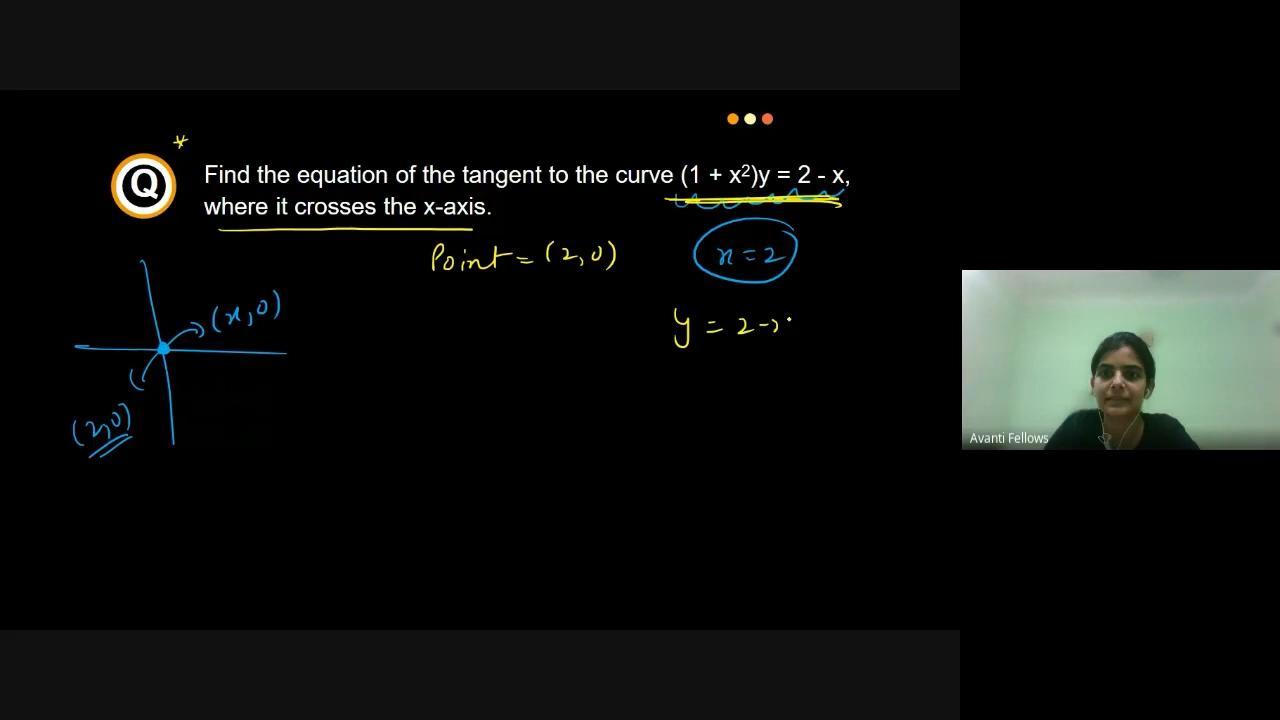 Q
Find the equation of the tangent to the curve (1 + x²)y = 2 - x,
where it crosses the x-axis.
Point = (2,0)
x = 2
(x,0)
y = 2-x
(2,0)
Avanti Fellows